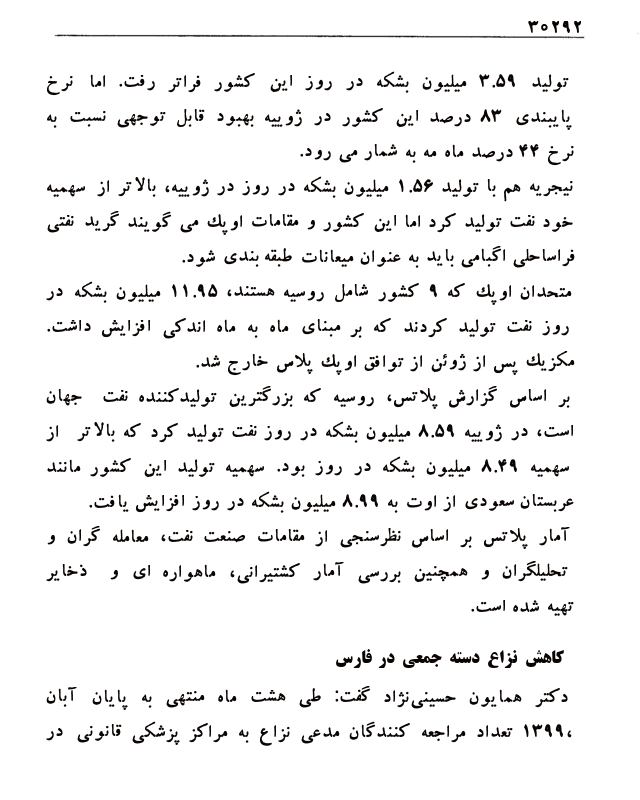 ۳۰۲۹۲
تولید ۳.۵۹ میلیون بشکه در روز این کشور فراتر رفت. اما نرخ
پایبندی ۸۳ درصد این کشور در ژوییه بهبود قابل توجهی نسبت به
نرخ ۴۴ درصد ماه مه به شمار می رود.
نیجریه هم با تولید ۱.۵۶ میلیون بشکه در روز در ژوییه، بالاتر از سهمیه
خود نفت تولید کرد اما این کشور و مقامات اوپك می گویند گرید نفتی
فراساحلی اگبامی باید به عنوان میعانات طبقه بندی شود.
متحدان اوپك که ۹ کشور شامل روسیه هستند، ۱۱.۹۵ میلیون بشکه در
روز نفت تولید کردند که بر مبنای ماه به ماه اندکی افزایش داشت.
مکزیك پس از ژوئن از توافق اوپك پلاس خارج شد.
بر اساس گزارش پلاتس، روسیه که بزرگترین تولیدکننده نفت جهان
است، در ژوییه ۸.۵۹ میلیون بشکه در روز نفت تولید کرد که بالاتر از
سهمیه ۸.۴۹ میلیون بشکه در روز بود. سهمیه تولید این کشور مانند
عربستان سعودی از اوت به ۸.۹۹ میلیون بشکه در روز افزایش یافت.
آمار پلاتس بر اساس نظرسنجی از مقامات صنعت نفت، معامله گران و
تحلیلگران و همچنین بررسی آمار کشتیرانی، ماهواره ای و ذخایر
تهیه شده است.
کاهش نزاع دسته جمعی در فارس
دکتر همایون حسینی‌نژاد گفت: طی هشت ماه منتهی به پایان آبان
۱۳۹۹، تعداد مراجعه کنندگان مدعی نزاع به مراکز پزشکی قانونی در